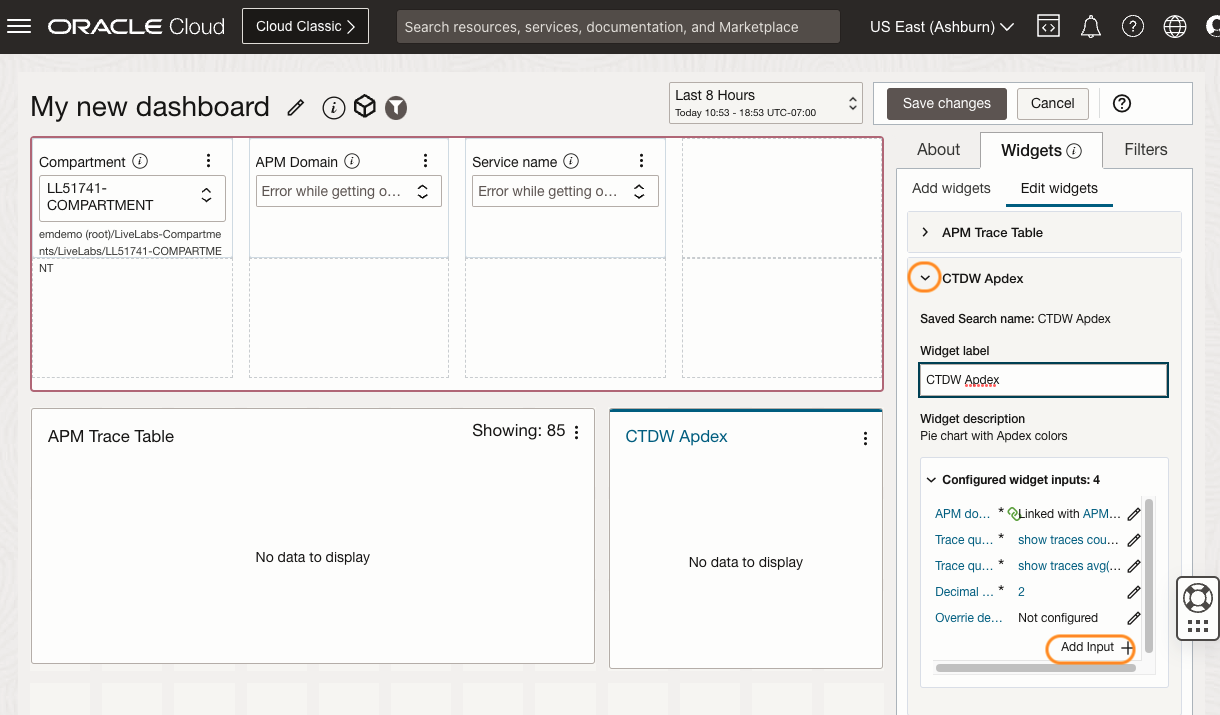 ORACLE Cloud
Cloud Classic
Search resources, services, documentation, and Marketplace
US East (Ashburn)
My new dashboard
Last 8 Hours
Today 10:53 - 18:53 UTC-07:00
Save changes
Cancel
Compartment
LL51741-
COMPARTMENT
emdemo (root)/LiveLabs-Compartme
nts/LiveLabs/LL51741-COMPARTME
NT
APM Domain
Error while getting o...
Service name
Error while getting o...
APM Trace Table
Showing: 85
No data to display
CTDW Apdex
No data to display
About
Widgets
Filters
Add widgets
Edit widgets
APM Trace Table
CTDW Apdex
Saved Search name: CTDW Apdex
Widget label
CTDW Apdex
Widget description
Pie chart with Apdex colors
Configured widget inputs: 4
APM do... * Linked with APM...
Trace qu... * show traces cou...
Trace qu... * show traces avg(...
Decimal ... * 2
Overrie de... Not configured
Add Input